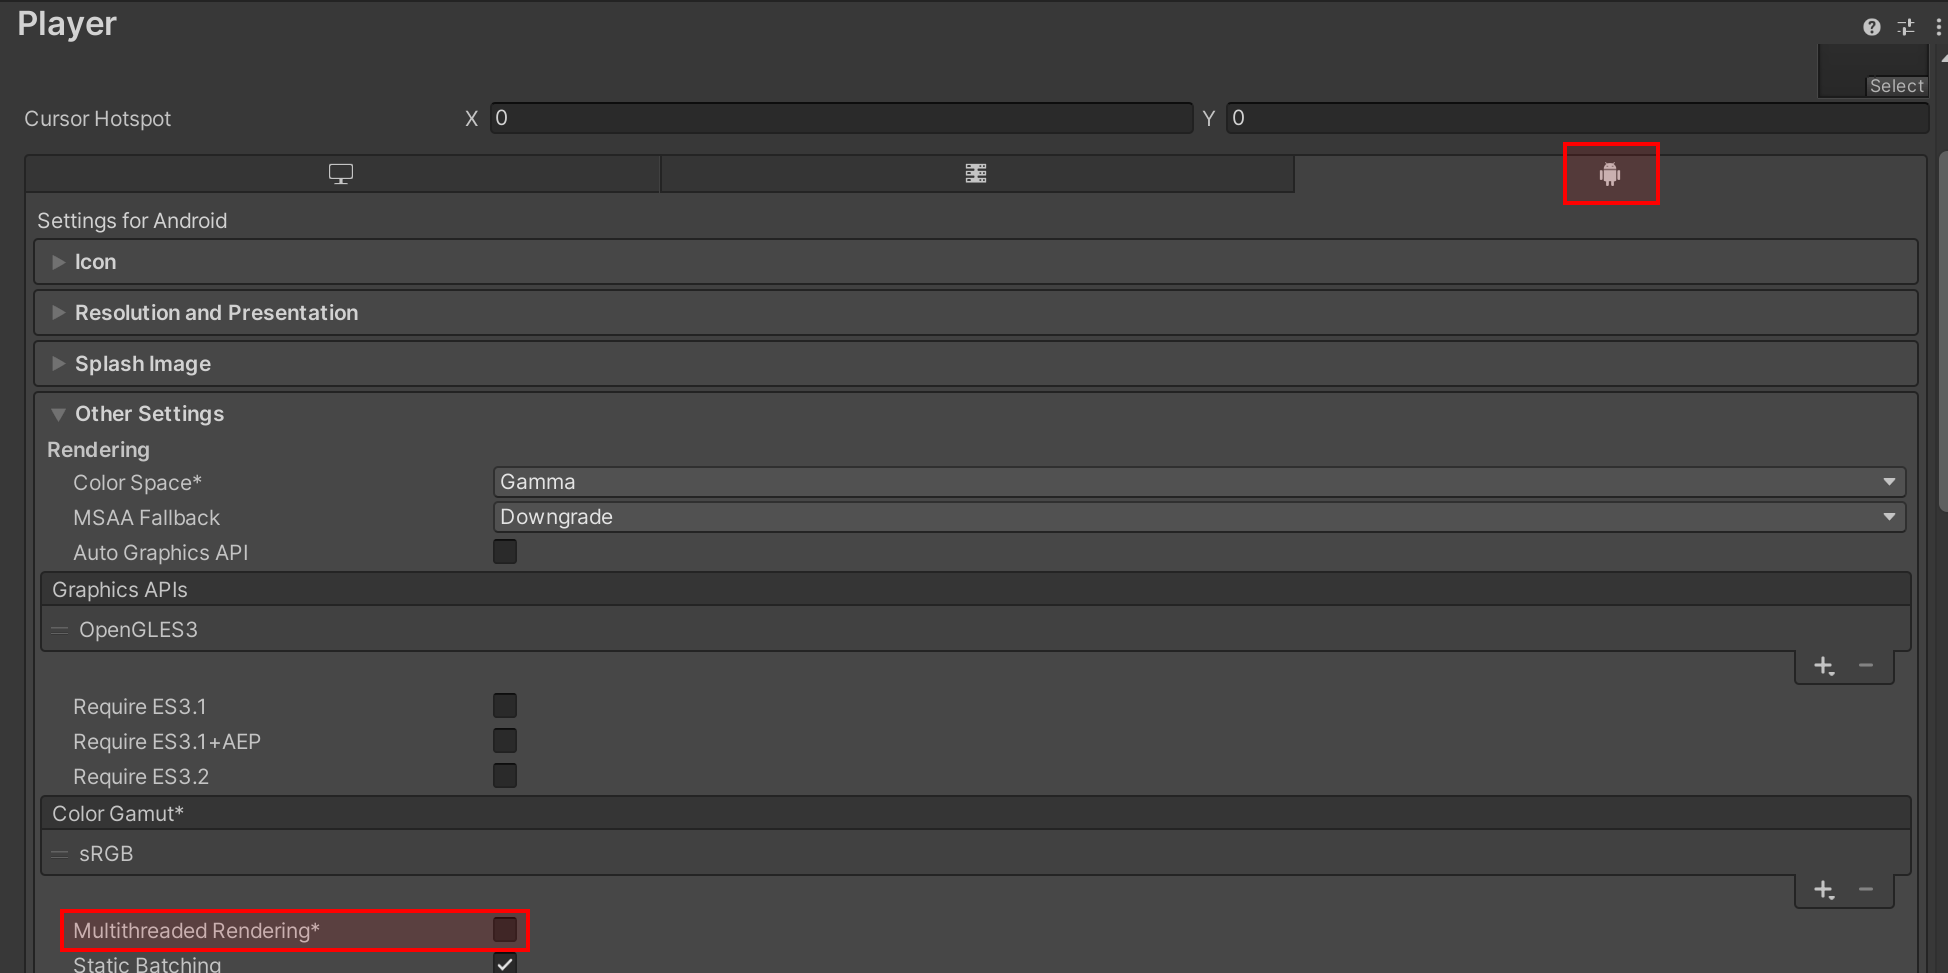 Player
Select
Cursor Hotspot X 0 Y 0
Settings for Android
Icon
Resolution and Presentation
Splash Image
Other Settings
Rendering
Color Space* Gamma
MSAA Fallback Downgrade
Auto Graphics API
Graphics APIs
OpenGLES3
Require ES3.1
Require ES3.1+AEP
Require ES3.2
Color Gamut*
sRGB
Multithreaded Rendering*
Static Batching